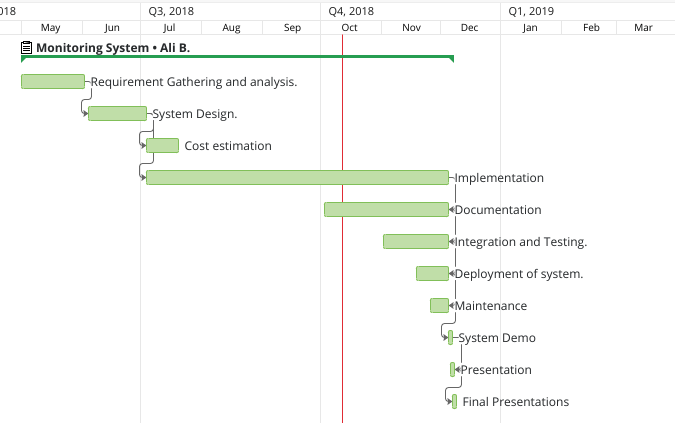 018 Q3, 2018 Q4, 2018 Q1, 2019
May Jun Jul Aug Sep Oct Nov Dec Jan Feb Mar
Monitoring System • Ali B.
Requirement Gathering and analysis.
System Design.
Cost estimation
Implementation
Documentation
Integration and Testing.
Deployment of system.
Maintenance
System Demo
Presentation
Final Presentations